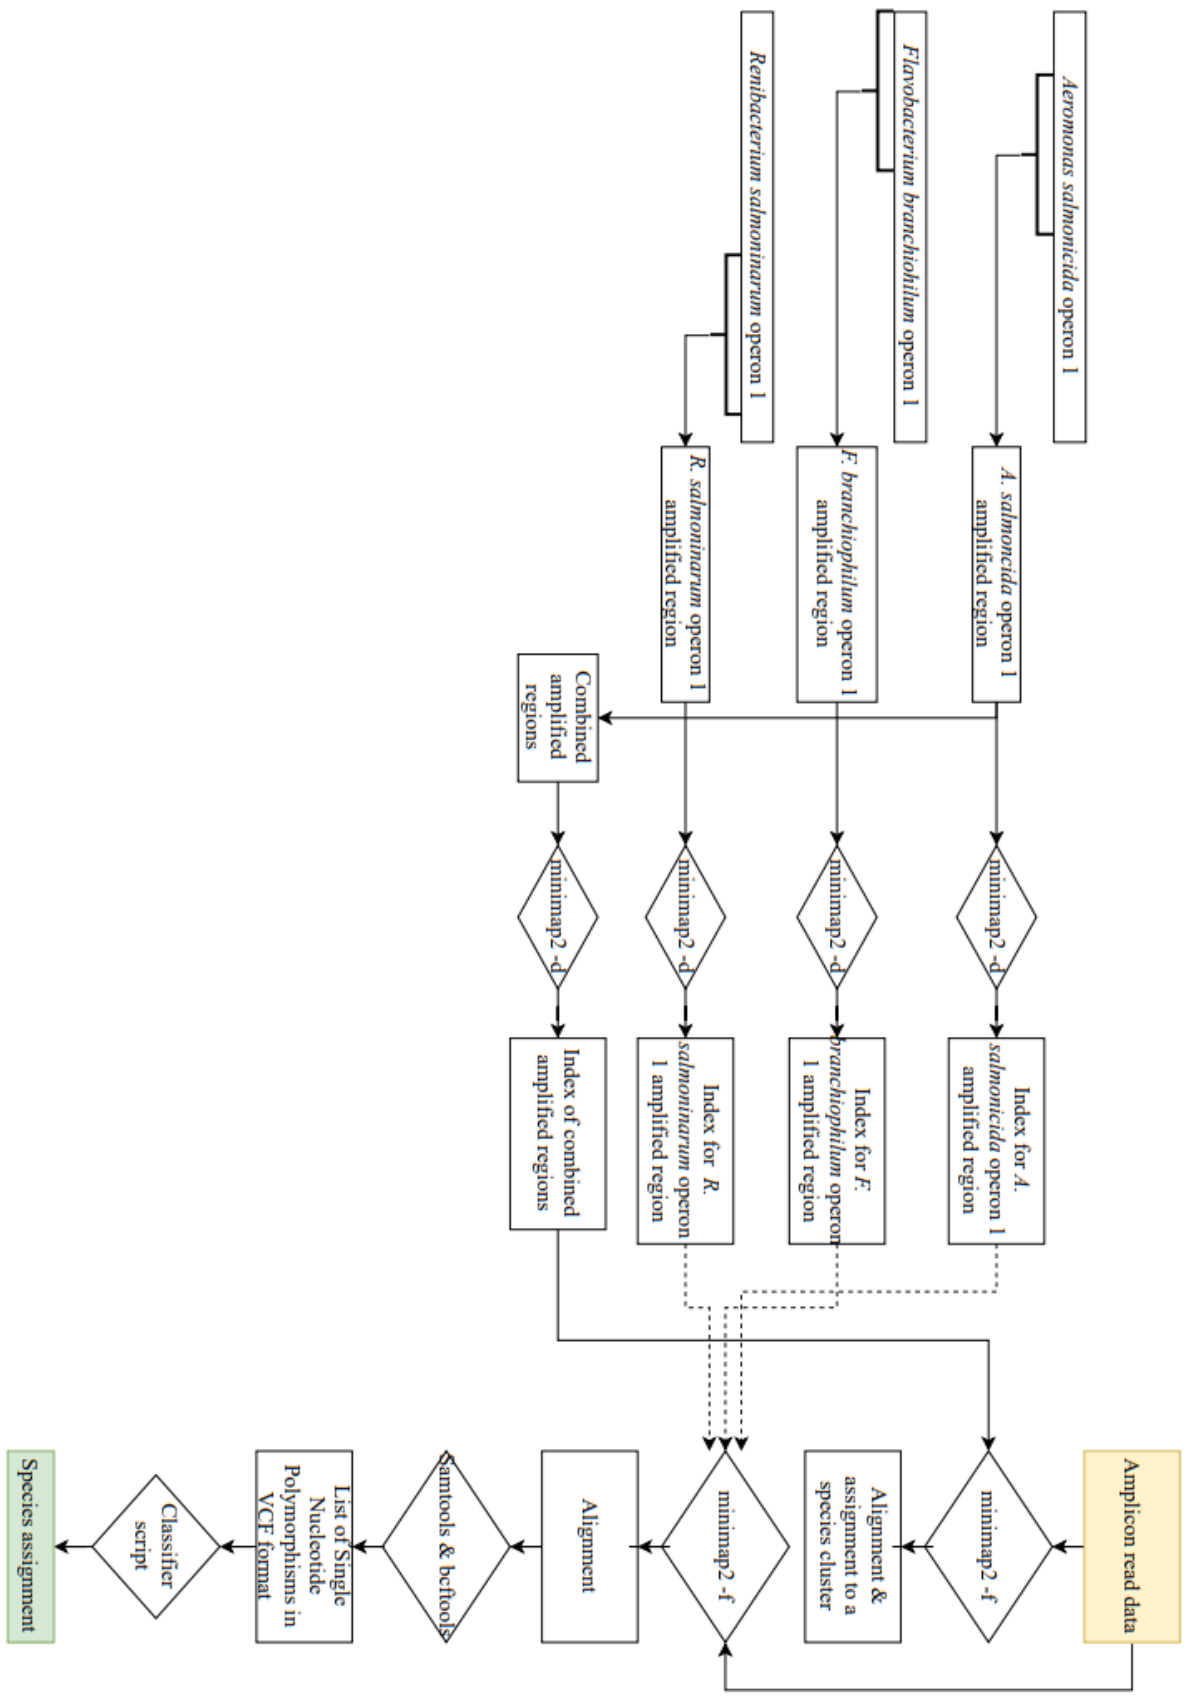 Aeromonas salmonicida operon 1
Flavobacterium branchiohilum operon 1
Renibacterium salmoninarum operon 1
A. salmoncida operon 1
amplified region
F. branchiophilum operon 1
amplified region
R. salmoninarum operon 1
amplified region
Combined
amplified
regions
minimap2 -d
minimap2 -d
minimap2 -d
minimap2 -d
Index for A.
salmonicida operon 1
amplified region
Index for F.
branchiophilum operon
1 amplified region
Index for R.
salmoninarum operon
1 amplified region
Index of combined
amplified regions
Amplicon read data
minimap2 -f
Alignment &
assignment to a
species cluster
minimap2 -f
Alignment
Samtools & bcftools
List of Single
Nucleotide
Polymorphisms in
VCF format
Classifier
script
Species assignment